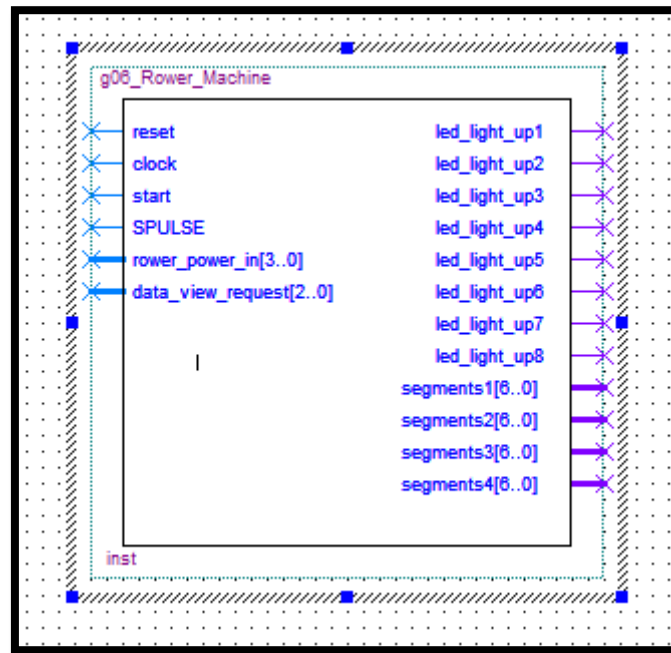 g06_Rower_Machine
reset
led_light_up1
clock
led_light_up2
start
led_light_up3
SPULSE
led_light_up4
rower_power_in[3..0]
led_light_up5
data_view_request[2..0]
led_light_up6
led_light_up7
led_light_up8
segments1[6..0]
segments2[6..0]
segments3[6..0]
segments4[6..0]
inst